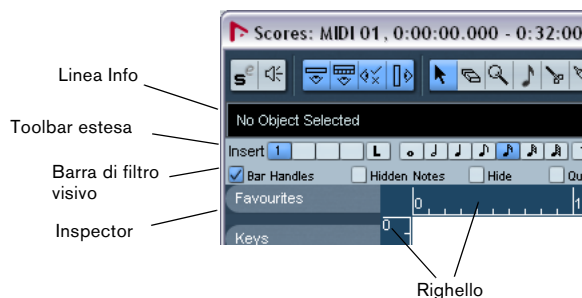 Scores: MIDI 01, 0:00:00.000 - 0:32:00
Linea Info
No Object Selected
Toolbar estesa
Insert 1 L
Barra di filtro
visivo
Bar Handles Hidden Notes Hide
Favourites
0 1
Inspector
Keys
0
Righello